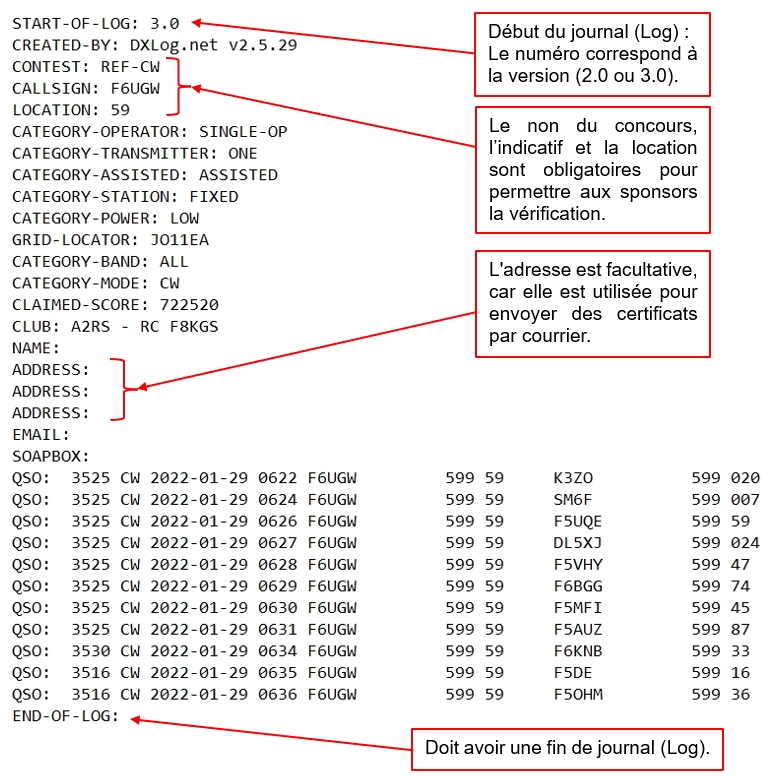 START-OF-LOG: 3.0
CREATED-BY: DXLog.net v2.5.29
CONTEST: REF-CW
CALLSIGN: F6UGW
LOCATION: 59
CATEGORY-OPERATOR: SINGLE-OP
CATEGORY-TRANSMITTER: ONE
CATEGORY-ASSISTED: ASSISTED
CATEGORY-STATION: FIXED
CATEGORY-POWER: LOW
GRID-LOCATOR: JO11EA
CATEGORY-BAND: ALL
CATEGORY-MODE: CW
CLAIMED-SCORE: 722520
CLUB: A2RS - RC F8KGS
NAME:
ADDRESS:
ADDRESS:
ADDRESS:
EMAIL:
SOAPBOX:
QSO: 3525 CW 2022-01-29 0622 F6UGW 599 59 K3ZO 599 020
QSO: 3525 CW 2022-01-29 0624 F6UGW 599 59 SM6F 599 007
QSO: 3525 CW 2022-01-29 0626 F6UGW 599 59 F5UQE 599 59
QSO: 3525 CW 2022-01-29 0627 F6UGW 599 59 DL5XJ 599 024
QSO: 3525 CW 2022-01-29 0628 F6UGW 599 59 F5VHY 599 47
QSO: 3525 CW 2022-01-29 0629 F6UGW 599 59 F6BGG 599 74
QSO: 3525 CW 2022-01-29 0630 F6UGW 599 59 F5MFI 599 45
QSO: 3525 CW 2022-01-29 0631 F6UGW 599 59 F5AUZ 599 87
QSO: 3530 CW 2022-01-29 0634 F6UGW 599 59 F6KNB 599 33
QSO: 3516 CW 2022-01-29 0635 F6UGW 599 59 F5DE 599 16
QSO: 3516 CW 2022-01-29 0636 F6UGW 599 59 F5OHM 599 36
END-OF-LOG:
Début du journal (Log) :
Le numéro correspond à
la version (2.0 ou 3.0).
Le non du concours,
l’indicatif et la location
sont obligatoires pour
permettre aux sponsors
la vérification.
L'adresse est facultative,
car elle est utilisée pour
envoyer des certificats
par courrier.
Doit avoir une fin de journal (Log).